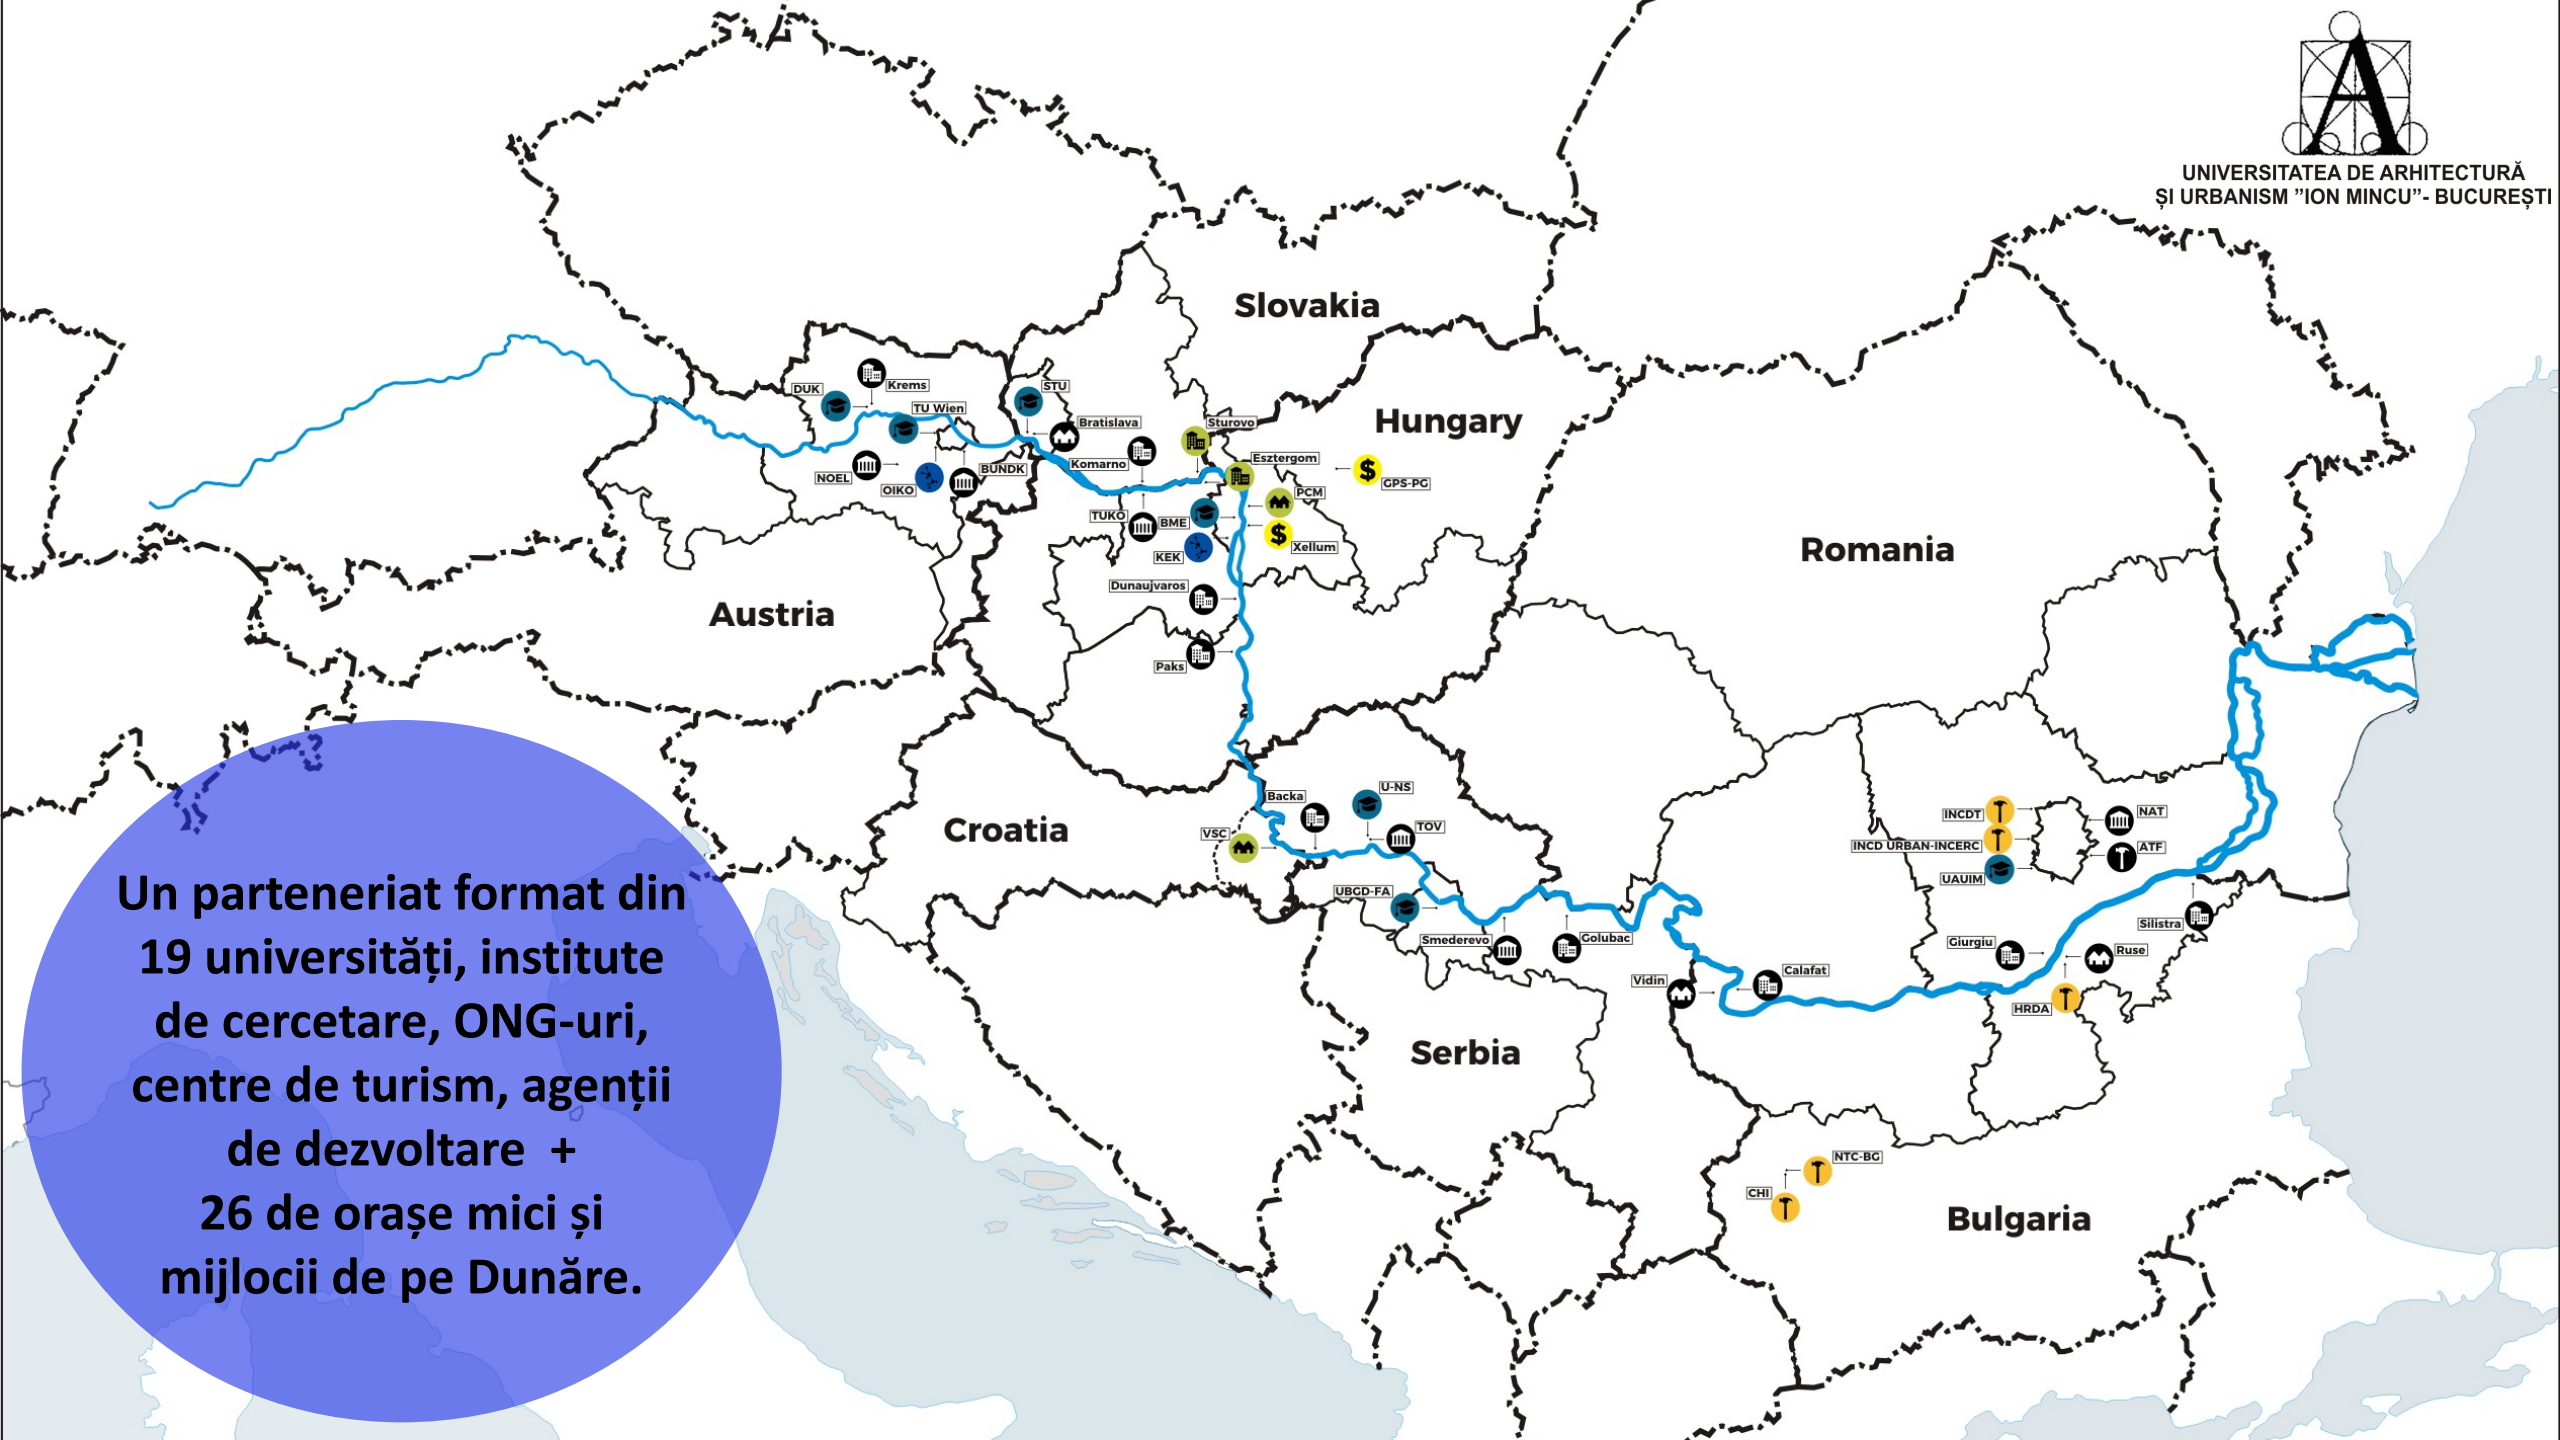 UNIVERSITATEA DE ARHITECTURĂ
ȘI URBANISM ”ION MINCU”- BUCUREȘTI
Slovakia
Hungary
Romania
Austria
Croatia
Serbia
Bulgaria
DUK
Krems
TU Wien
NOEL
OIKO
BUNDK
STU
Bratislava
Komarno
Sturovo
Esztergom
GPS-PG
PCM
TUKO
BME
KEK
Xellum
Dunaujvaros
Paks
Backa
U-NS
VSC
TOV
UBGD-FA
Smederevo
Golubac
Vidin
Calafat
INCDT
INCD URBAN-INCERC
UAUIM
NAT
ATF
Silistra
Giurgiu
Ruse
HRDA
NTC-BG
CHI
Un parteneriat format din
19 universități, institute
de cercetare, ONG-uri,
centre de turism, agenții
de dezvoltare +
26 de orașe mici și
mijlocii de pe Dunăre.